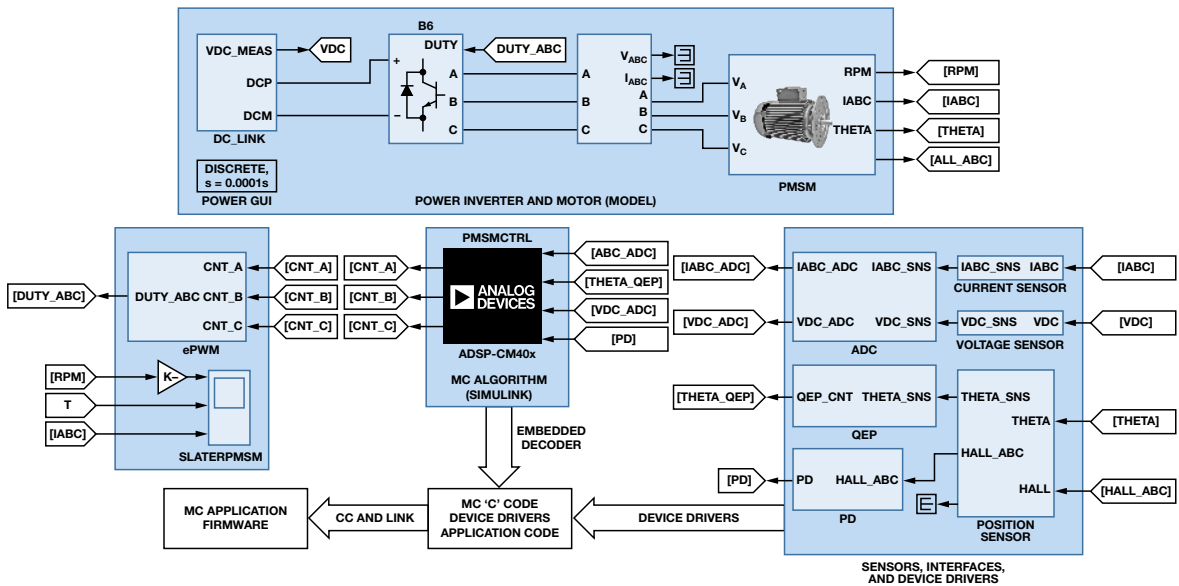 B6
VDC_MEAS
VDC
DCP
DCM
DC_LINK
DUTY
DUTY_ABC
+
−
A
B
C
A
B
C
V_ABC
I_ABC
A
B
C
V_A
V_B
V_C
RPM
IABC
THETA
[RPM]
[IABC]
[THETA]
[ALL_ABC]
PMSM
DISCRETE,
s = 0.0001s
POWER GUI
POWER INVERTER AND MOTOR (MODEL)
[DUTY_ABC]
DUTY_ABC
CNT_A
CNT_B
CNT_C
ePWM
[CNT_A]
[CNT_B]
[CNT_C]
[RPM]
T
[IABC]
K–
SLATERPMSM
[CNT_A]
[CNT_B]
[CNT_C]
PMSMCTRL
ANALOG
DEVICES
ADSP-CM40x
MC ALGORITHM
(SIMULINK)
[ABC_ADC]
[THETA_QEP]
[VDC_ADC]
[PD]
[IABC_ADC]
[VDC_ADC]
IABC_ADC
IABC_SNS
VDC_ADC
VDC_SNS
ADC
IABC_SNS
IABC
CURRENT SENSOR
VDC_SNS
VDC
VOLTAGE SENSOR
[IABC]
[VDC]
[THETA_QEP]
QEP_CNT
THETA_SNS
QEP
THETA_SNS
THETA
HALL_ABC
HALL
POSITION
SENSOR
[THETA]
[HALL_ABC]
[PD]
PD
HALL_ABC
PD
SENSORS, INTERFACES,
AND DEVICE DRIVERS
EMBEDDED
DECODER
MC APPLICATION
FIRMWARE
CC AND LINK
MC ‘C’ CODE
DEVICE DRIVERS
APPLICATION CODE
DEVICE DRIVERS